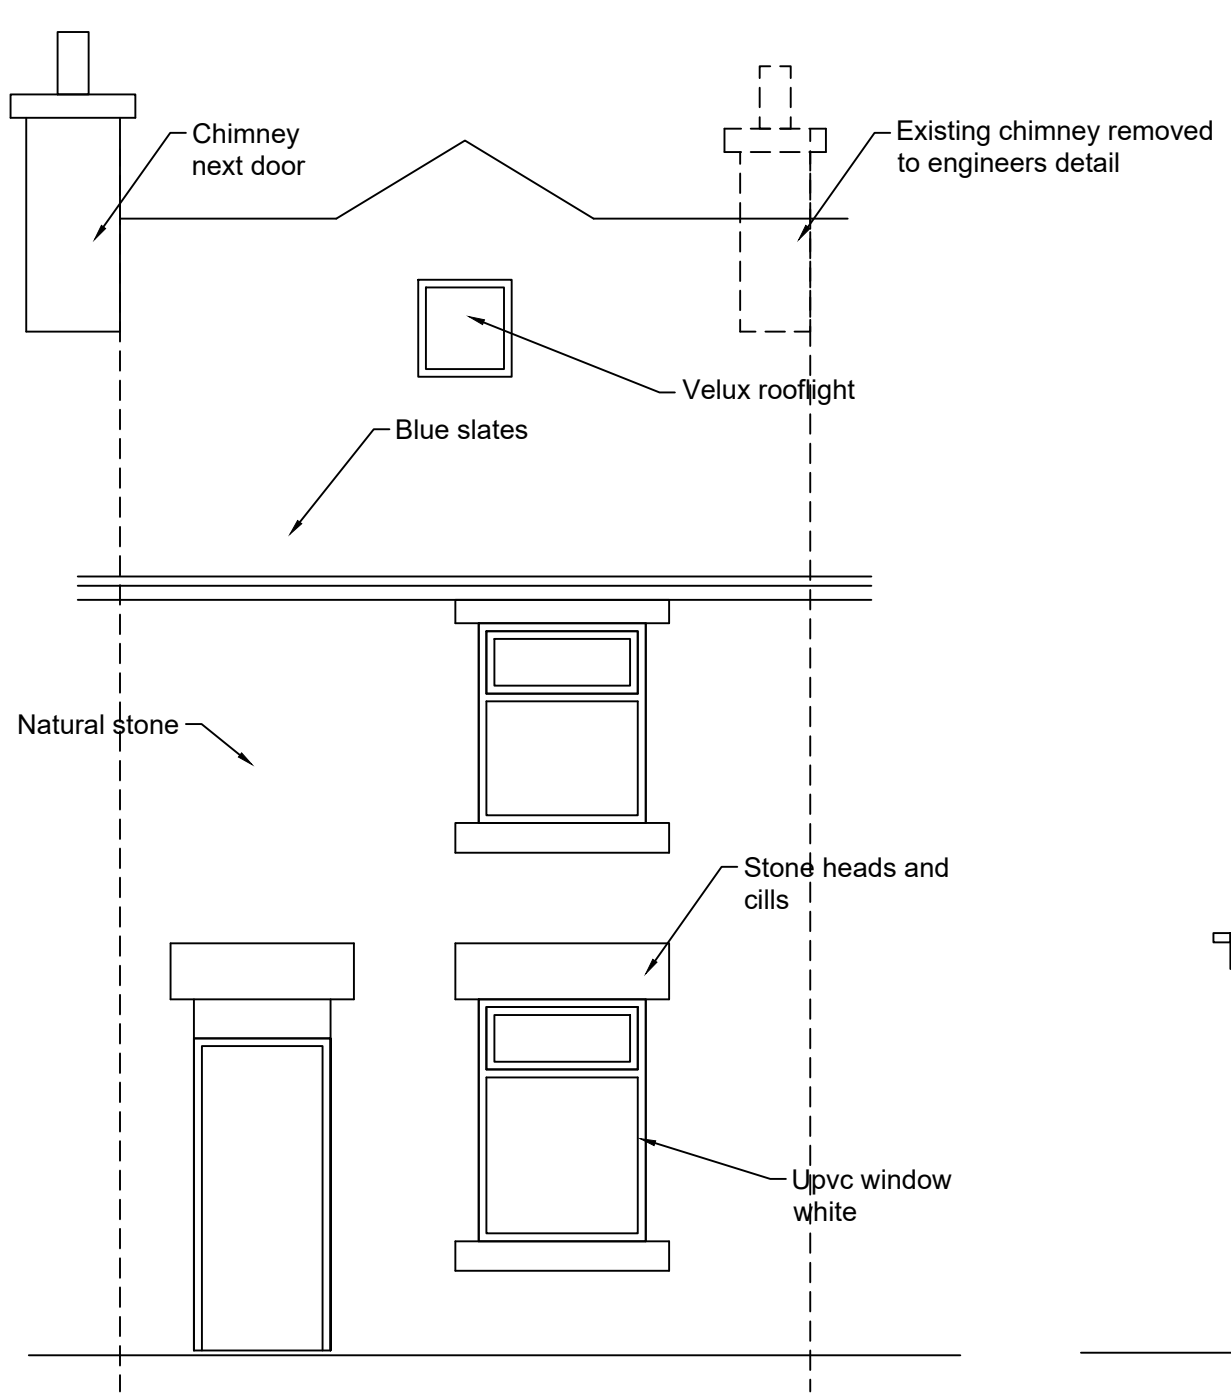 Chimney
next door
Existing chimney removed
to engineers detail
Velux rooflight
Blue slates
Natural stone
Stone heads and
cills
Upvc window
white